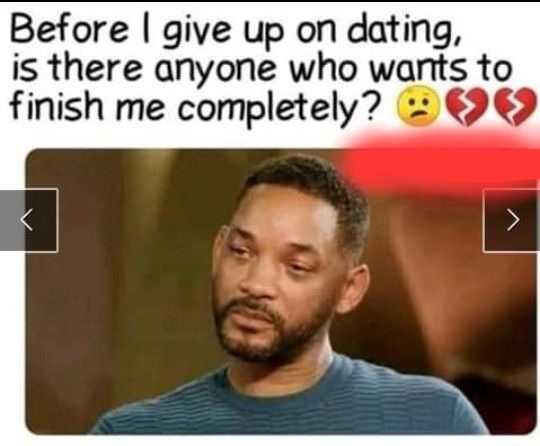 Before I give up on dating,
is there anyone who wants to
finish me completely? 😟💔💔